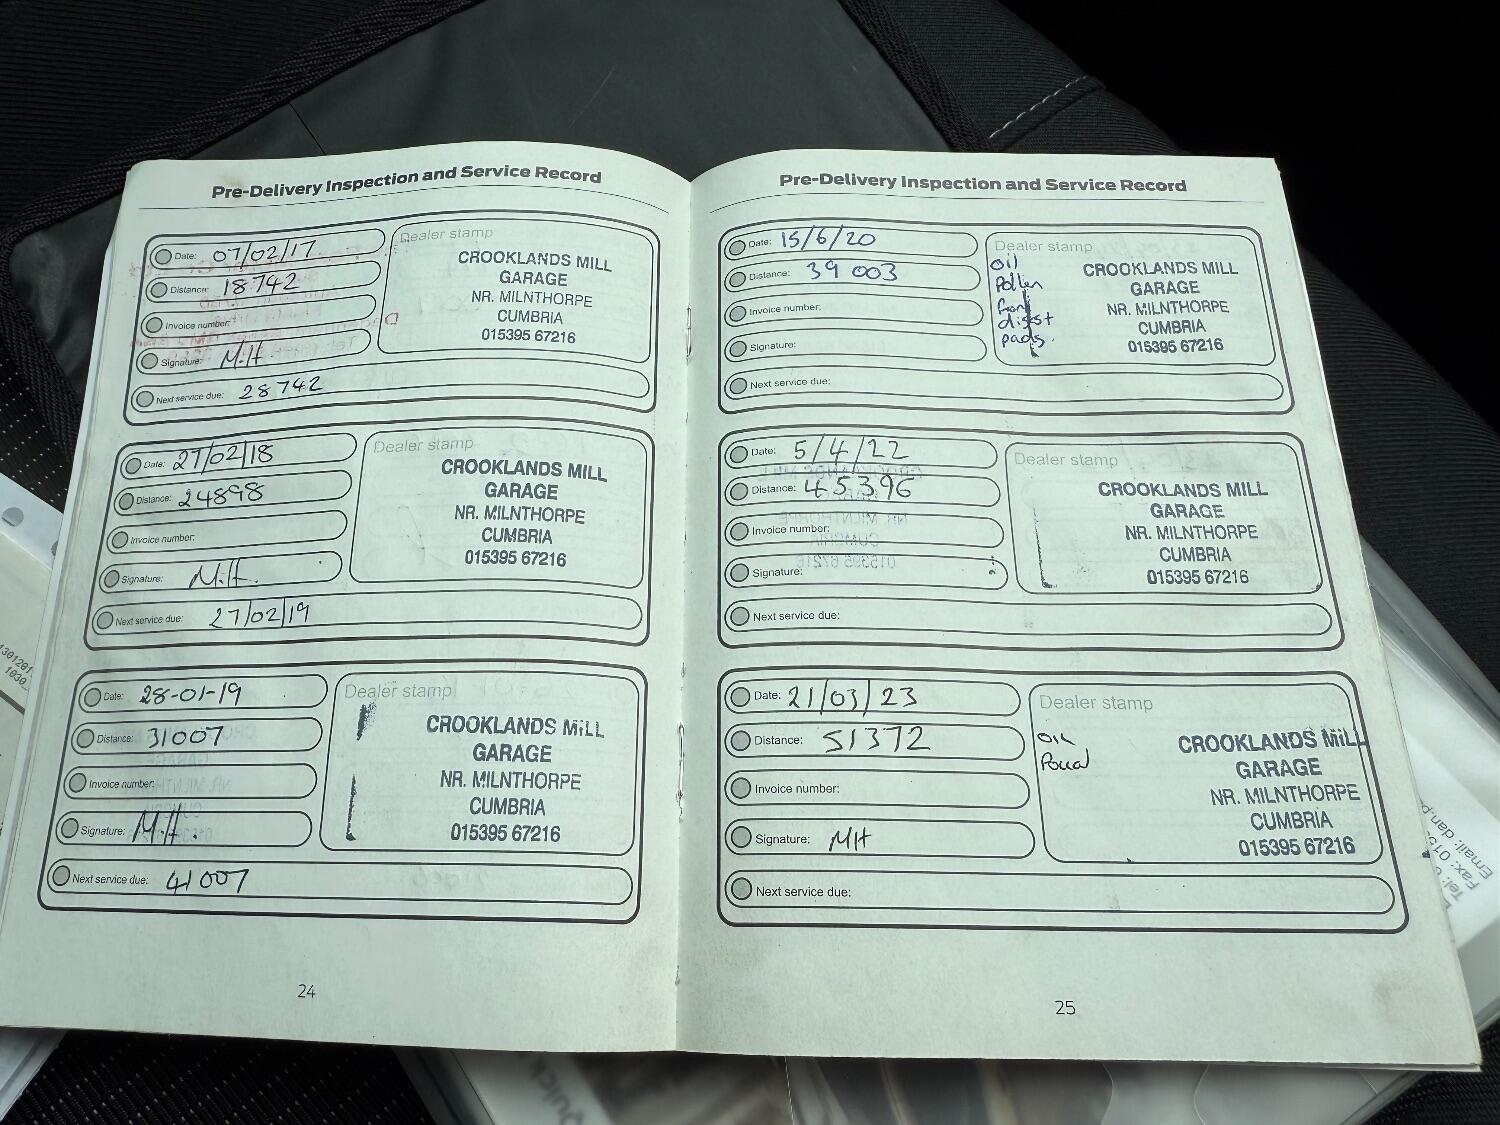 Pre-Delivery Inspection and Service Record
Date: 07/02/17
Distance: 18742
Invoice number:
Signature: M.H
Next service due: 28742
Dealer stamp
CROOKLANDS MILL
GARAGE
NR. MILNTHORPE
CUMBRIA
015395 67216
Date: 27/02/18
Distance: 24898
Invoice number:
Signature: M.H.
Next service due: 27/02/19
Dealer stamp
CROOKLANDS MILL
GARAGE
NR. MILNTHORPE
CUMBRIA
015395 67216
Date: 28-01-19
Distance: 31007
Invoice number:
Signature: M.H.
Next service due: 41007
Dealer stamp
CROOKLANDS MILL
GARAGE
NR. MILNTHORPE
CUMBRIA
015395 67216
24
Pre-Delivery Inspection and Service Record
Date: 15/6/20
Distance: 39 003
Invoice number:
Signature:
Next service due:
Dealer stamp
oil
Pollen
pads.
CROOKLANDS MILL
GARAGE
NR. MILNTHORPE
CUMBRIA
015395 67216
Date: 5/4/22
Distance: 45396
Invoice number:
Signature:
Next service due:
Dealer stamp
CROOKLANDS MILL
GARAGE
NR. MILNTHORPE
CUMBRIA
015395 67216
Date: 21/03/23
Distance: 51372
Invoice number:
Signature: MH
Next service due:
Dealer stamp
OIL
CROOKLANDS MILL
GARAGE
NR. MILNTHORPE
CUMBRIA
015395 67216
25